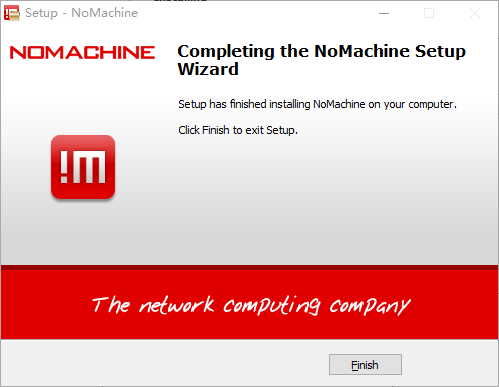 Setup - NoMachine
NOMACHINE
Completing the NoMachine Setup
Wizard
Setup has finished installing NoMachine on your computer.
Click Finish to exit Setup.
!M
The network computing company
Finish